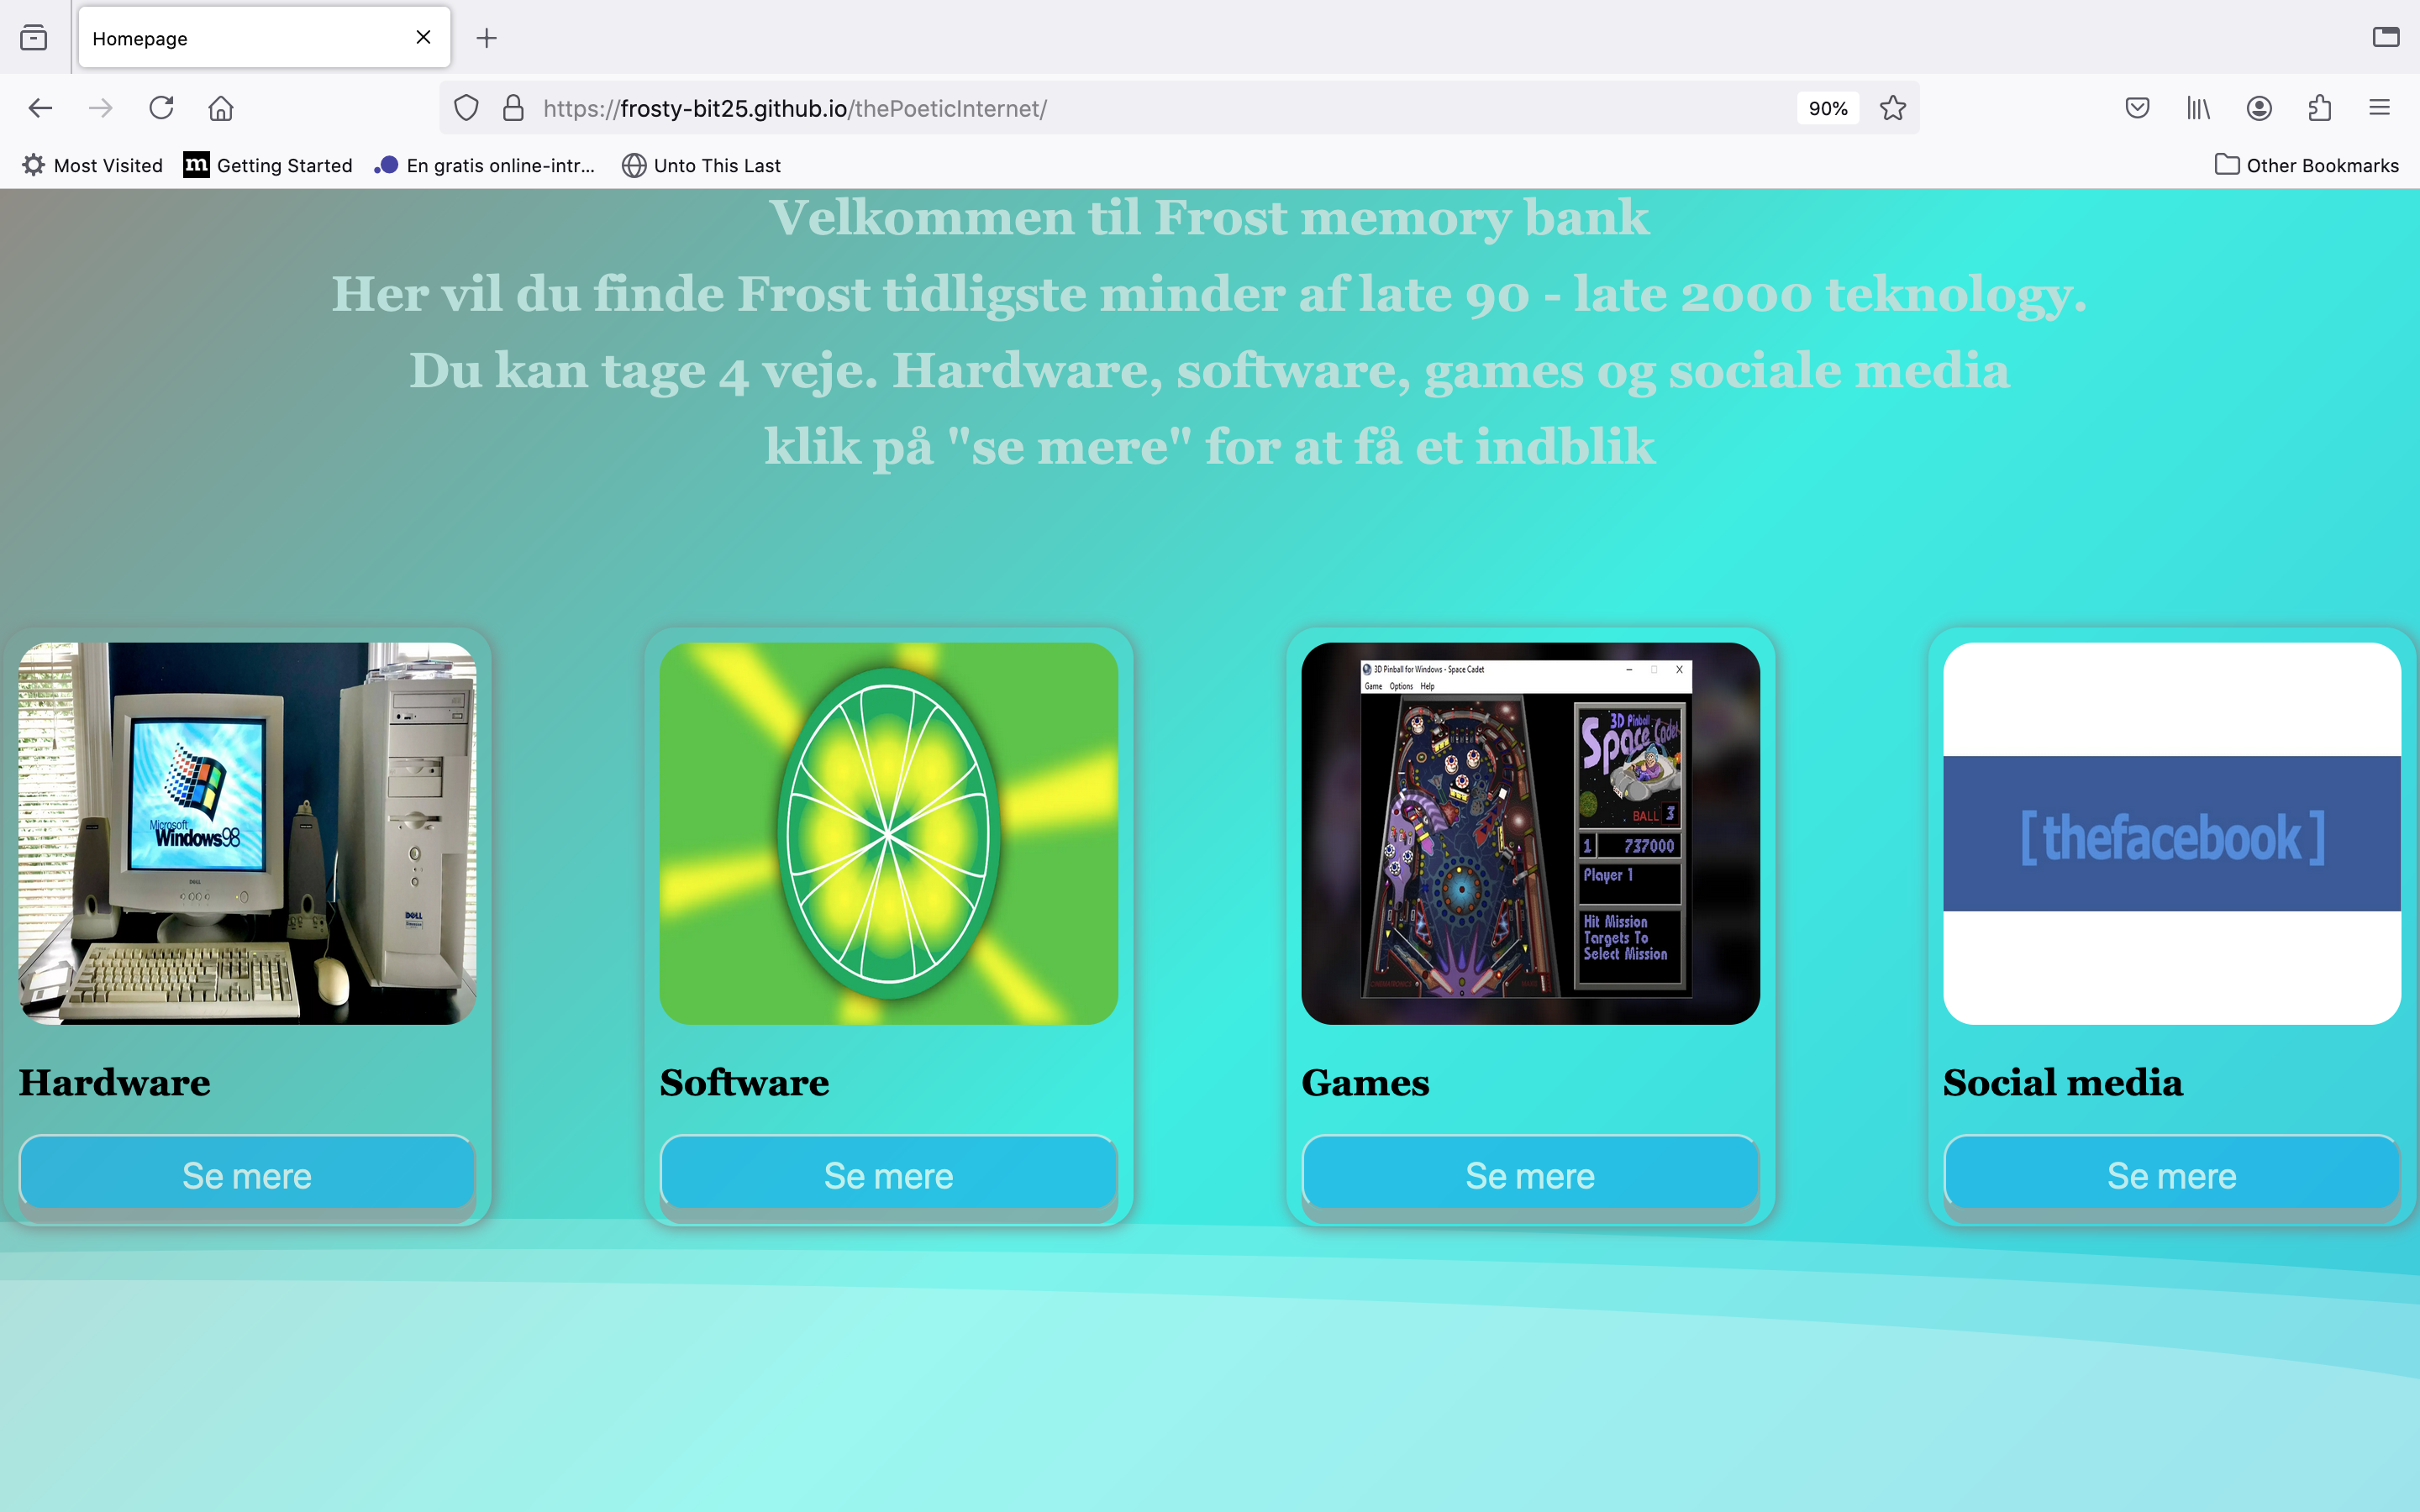 Homepage
https://frosty-bit25.github.io/thePoeticInternet/
90%
Most Visited
Getting Started
En gratis online-intr...
Unto This Last
Other Bookmarks
Velkommen til Frost memory bank
Her vil du finde Frost tidligste minder af late 90 - late 2000 teknology.
Du kan tage 4 veje. Hardware, software, games og sociale media
klik på "se mere" for at få et indblik
Microsoft
Windows98
DELL
DELL
3D Pinball for Windows - Space Cadet
Game Options Help
3D Pinball
Space Cadet
BALL 3
1 737000
Player 1
Hit Mission
Targets To
Select Mission
[thefacebook]
Hardware
Software
Games
Social media
Se mere
Se mere
Se mere
Se mere